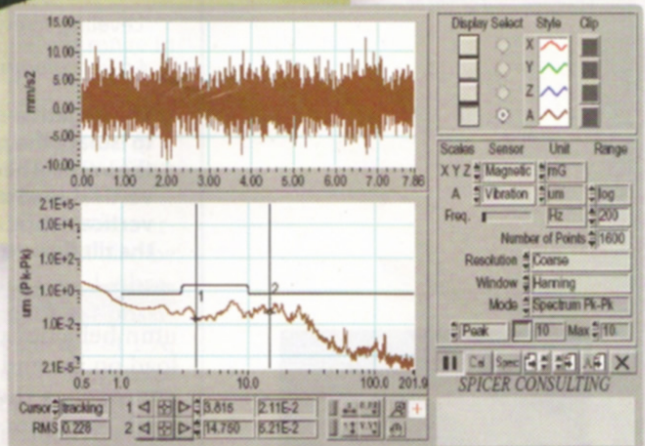 15.00
10.00
5.00
0.00
-5.00
-10.00
mm/s2
0.00 1.00 2.00 3.00 4.00 5.00 6.00 7.00 7.86
2.1E+5
1.0E+4
1.0E+2
1.0E+0
1.0E-2
2.1E-5
um (Pk-Pk)
1
2
0.5 1.0 10.0 100.0 201.9
Cursor tracking 1 3.815 2.11E-2
RMS 0.228 2 14.750 6.21E-2
Display Select Style Clip
X
Y
Z
A
Scales Sensor Unit Range
X Y Z Magnetic mG
A Vibration um log
Freq. Hz 200
Number of Points 1600
Resolution Coarse
Window Hanning
Mode Spectrum Pk-Pk
Peak 10 Max 10
Cal Spec
SPICER CONSULTING